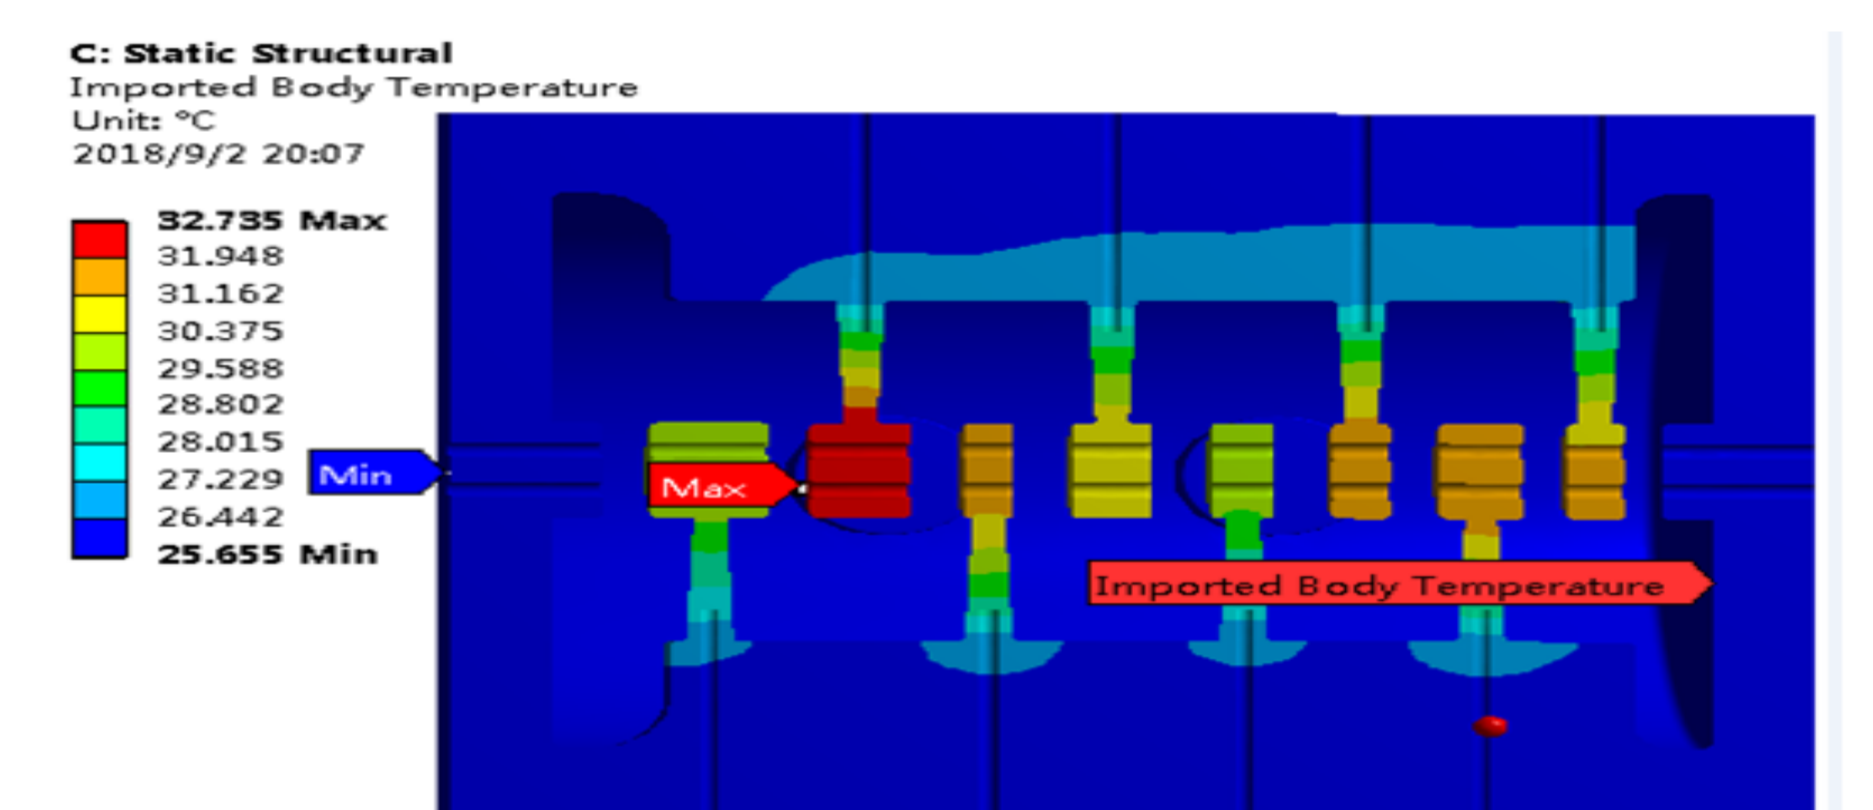 C: Static Structural
Imported Body Temperature
Unit: °C
2018/9/2 20:07
32.735 Max
31.948
31.162
30.375
29.588
28.802
28.015
27.229
26.442
25.655 Min
Min
Max
Imported Body Temperature